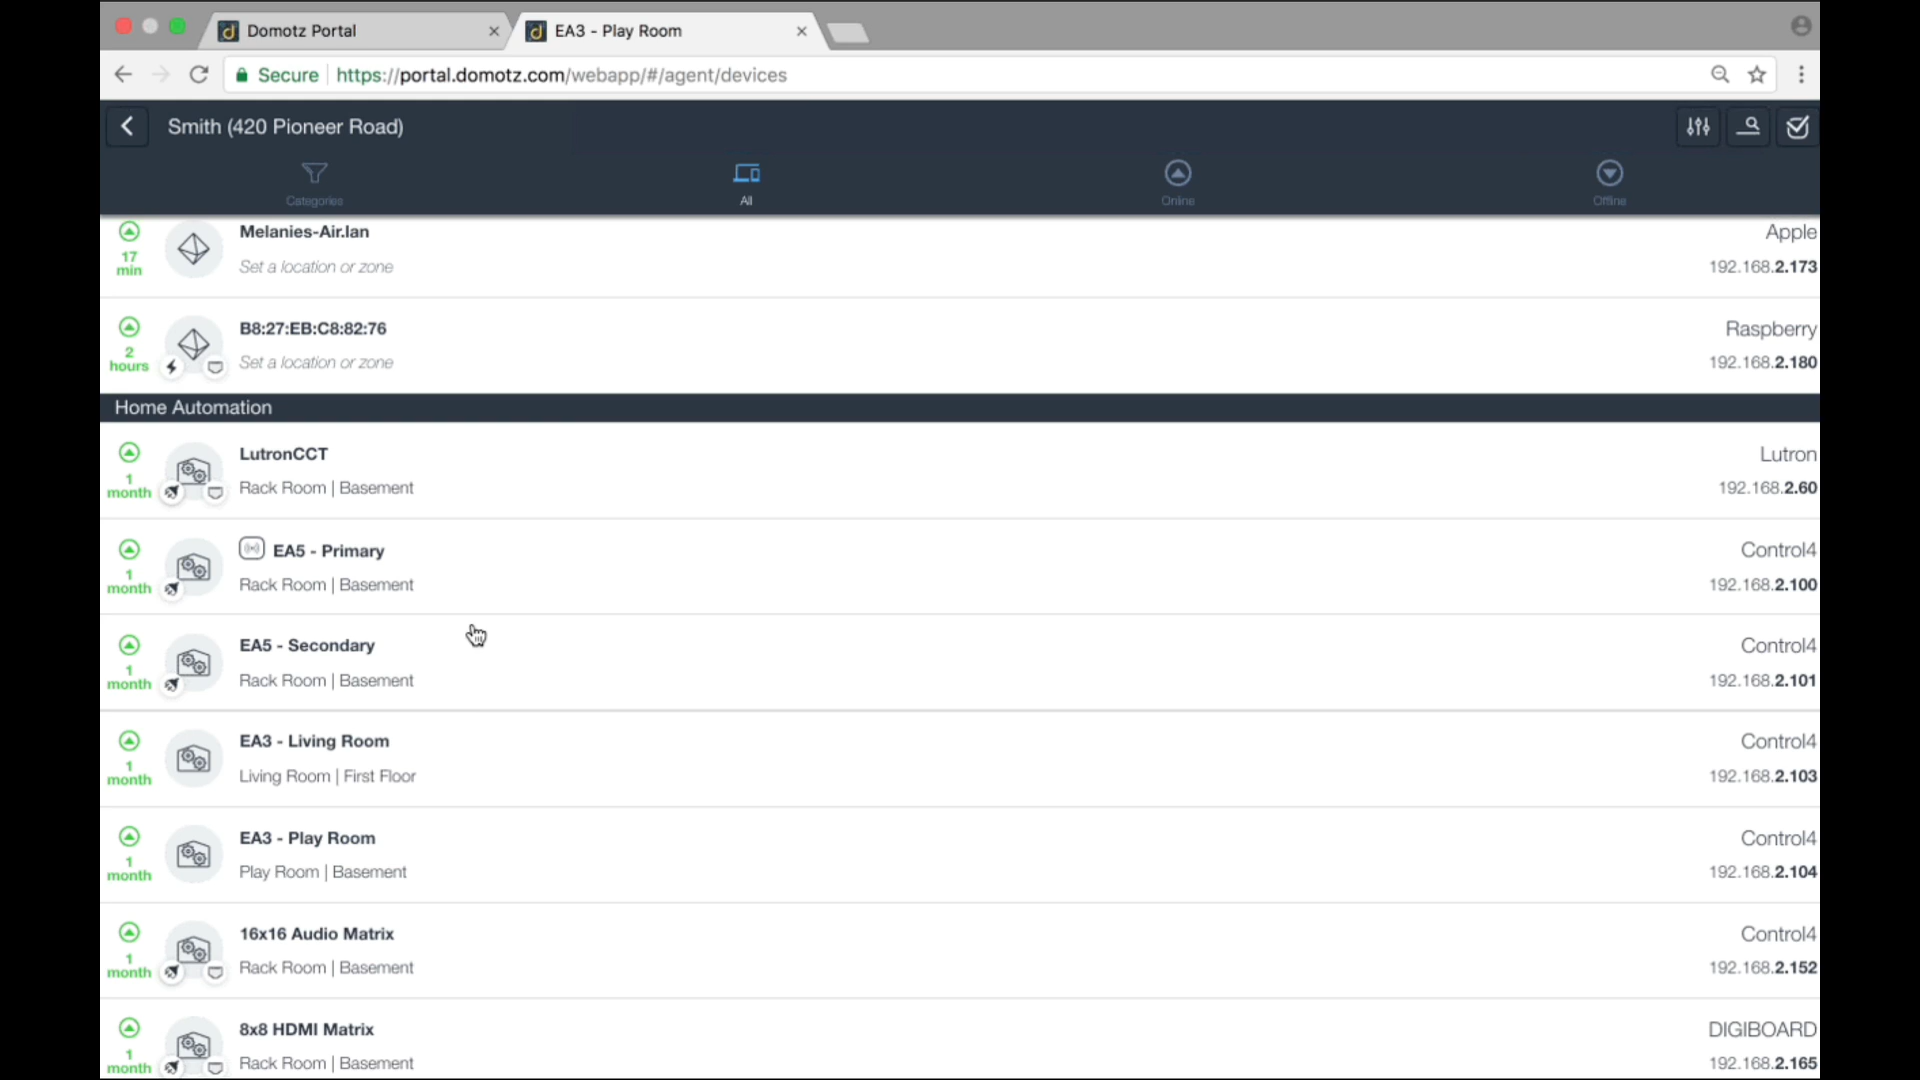 Domotz Portal
EA3 - Play Room
Secure https://portal.domotz.com/webapp/#/agent/devices
Smith (420 Pioneer Road)
Categories All Online Offline
Melanies-Air.lan Apple
17 min
Set a location or zone 192.168.2.173
B8:27:EB:C8:82:76 Raspberry
2 hours
Set a location or zone 192.168.2.180
Home Automation
LutronCCT Lutron
1 month
Rack Room | Basement 192.168.2.60
EA5 - Primary Control4
1 month
Rack Room | Basement 192.168.2.100
EA5 - Secondary Control4
1 month
Rack Room | Basement 192.168.2.101
EA3 - Living Room Control4
1 month
Living Room | First Floor 192.168.2.103
EA3 - Play Room Control4
1 month
Play Room | Basement 192.168.2.104
16x16 Audio Matrix Control4
1 month
Rack Room | Basement 192.168.2.152
8x8 HDMI Matrix DIGIBOARD
1 month
Rack Room | Basement 192.168.2.165